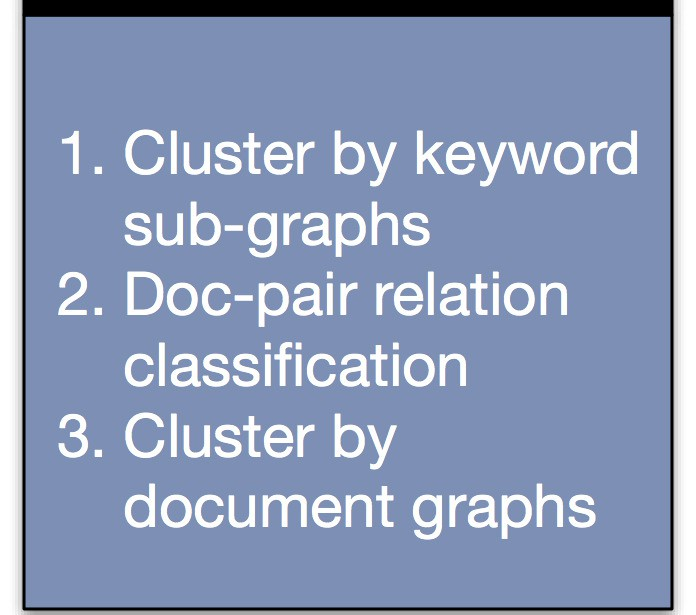 1. Cluster by keyword
sub-graphs
2. Doc-pair relation
classification
3. Cluster by
document graphs